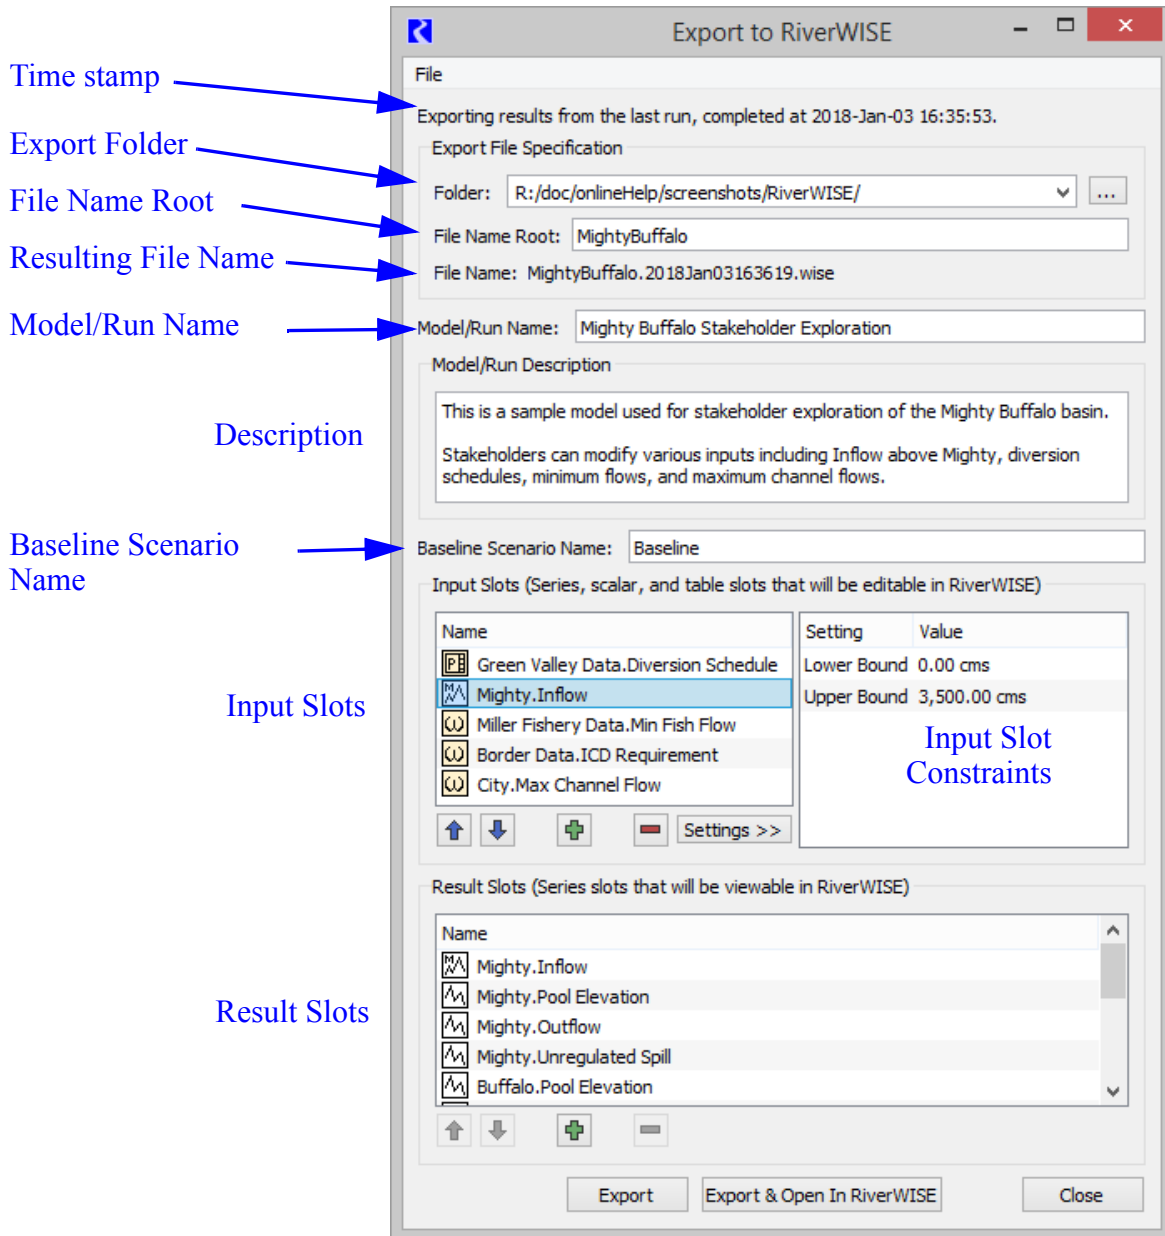 Export to RiverWISE
File
Time stamp
Exporting results from the last run, completed at 2018-Jan-03 16:35:53.
Export File Specification
Export Folder
Folder: R:/doc/onlineHelp/screenshots/RiverWISE/ ...
File Name Root
File Name Root: MightyBuffalo
Resulting File Name
File Name: MightyBuffalo.2018Jan03163619.wise
Model/Run Name
Model/Run Name: Mighty Buffalo Stakeholder Exploration
Model/Run Description
Description
This is a sample model used for stakeholder exploration of the Mighty Buffalo basin.
Stakeholders can modify various inputs including Inflow above Mighty, diversion
schedules, minimum flows, and maximum channel flows.
Baseline Scenario
Name
Baseline Scenario Name: Baseline
Input Slots (Series, scalar, and table slots that will be editable in RiverWISE)
Input Slots
Name
Green Valley Data.Diversion Schedule
Mighty.Inflow
Miller Fishery Data.Min Fish Flow
Border Data.ICD Requirement
City.Max Channel Flow
Settings >>
Setting Value
Lower Bound 0.00 cms
Upper Bound 3,500.00 cms
Input Slot
Constraints
Result Slots (Series slots that will be viewable in RiverWISE)
Result Slots
Name
Mighty.Inflow
Mighty.Pool Elevation
Mighty.Outflow
Mighty.Unregulated Spill
Buffalo.Pool Elevation
Export Export & Open In RiverWISE Close